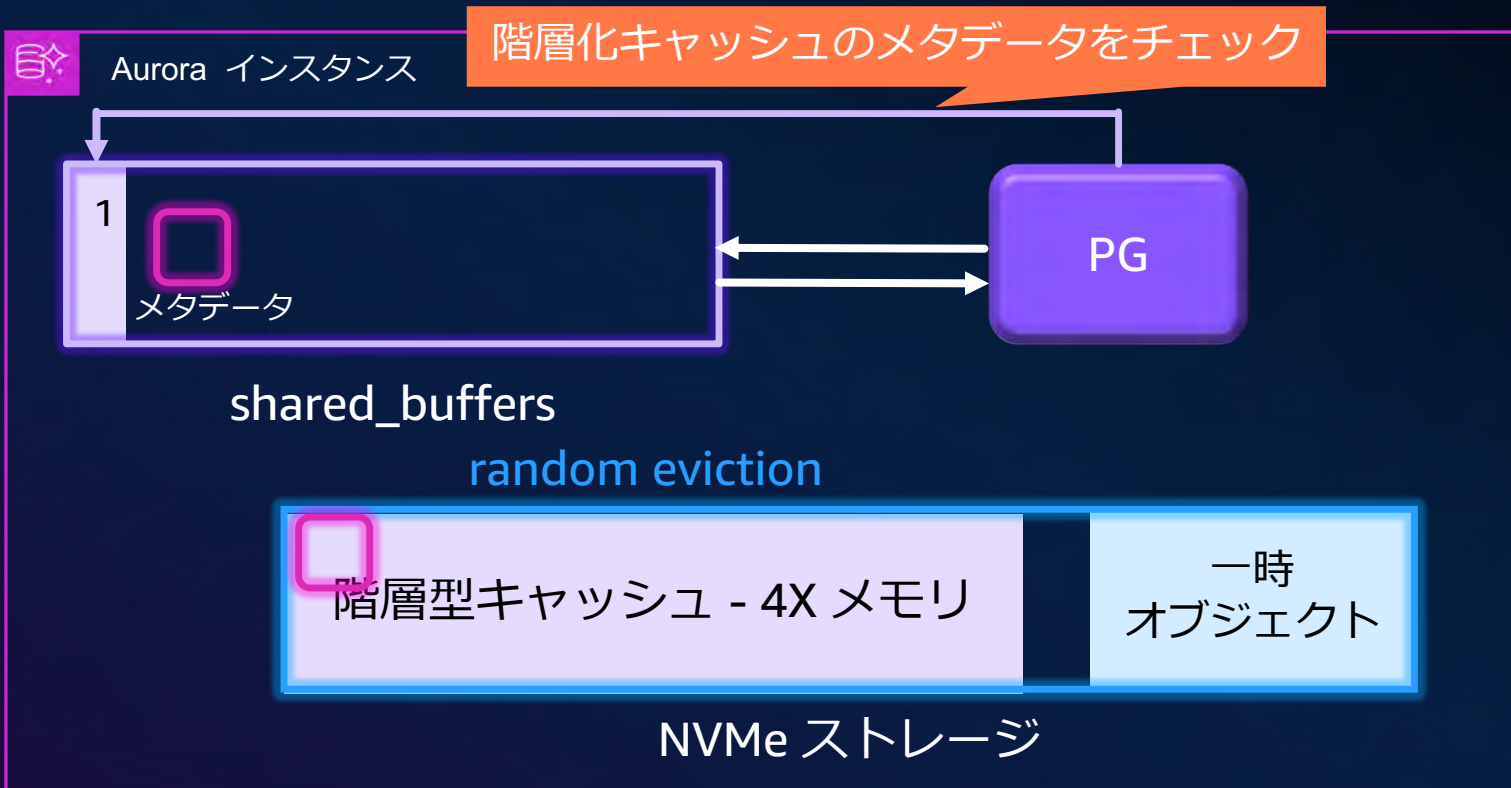 階層化キャッシュのメタデータをチェック
Aurora インスタンス
1
メタデータ
PG
shared_buffers
random eviction
階層型キャッシュ - 4X メモリ
一時
オブジェクト
NVMe ストレージ